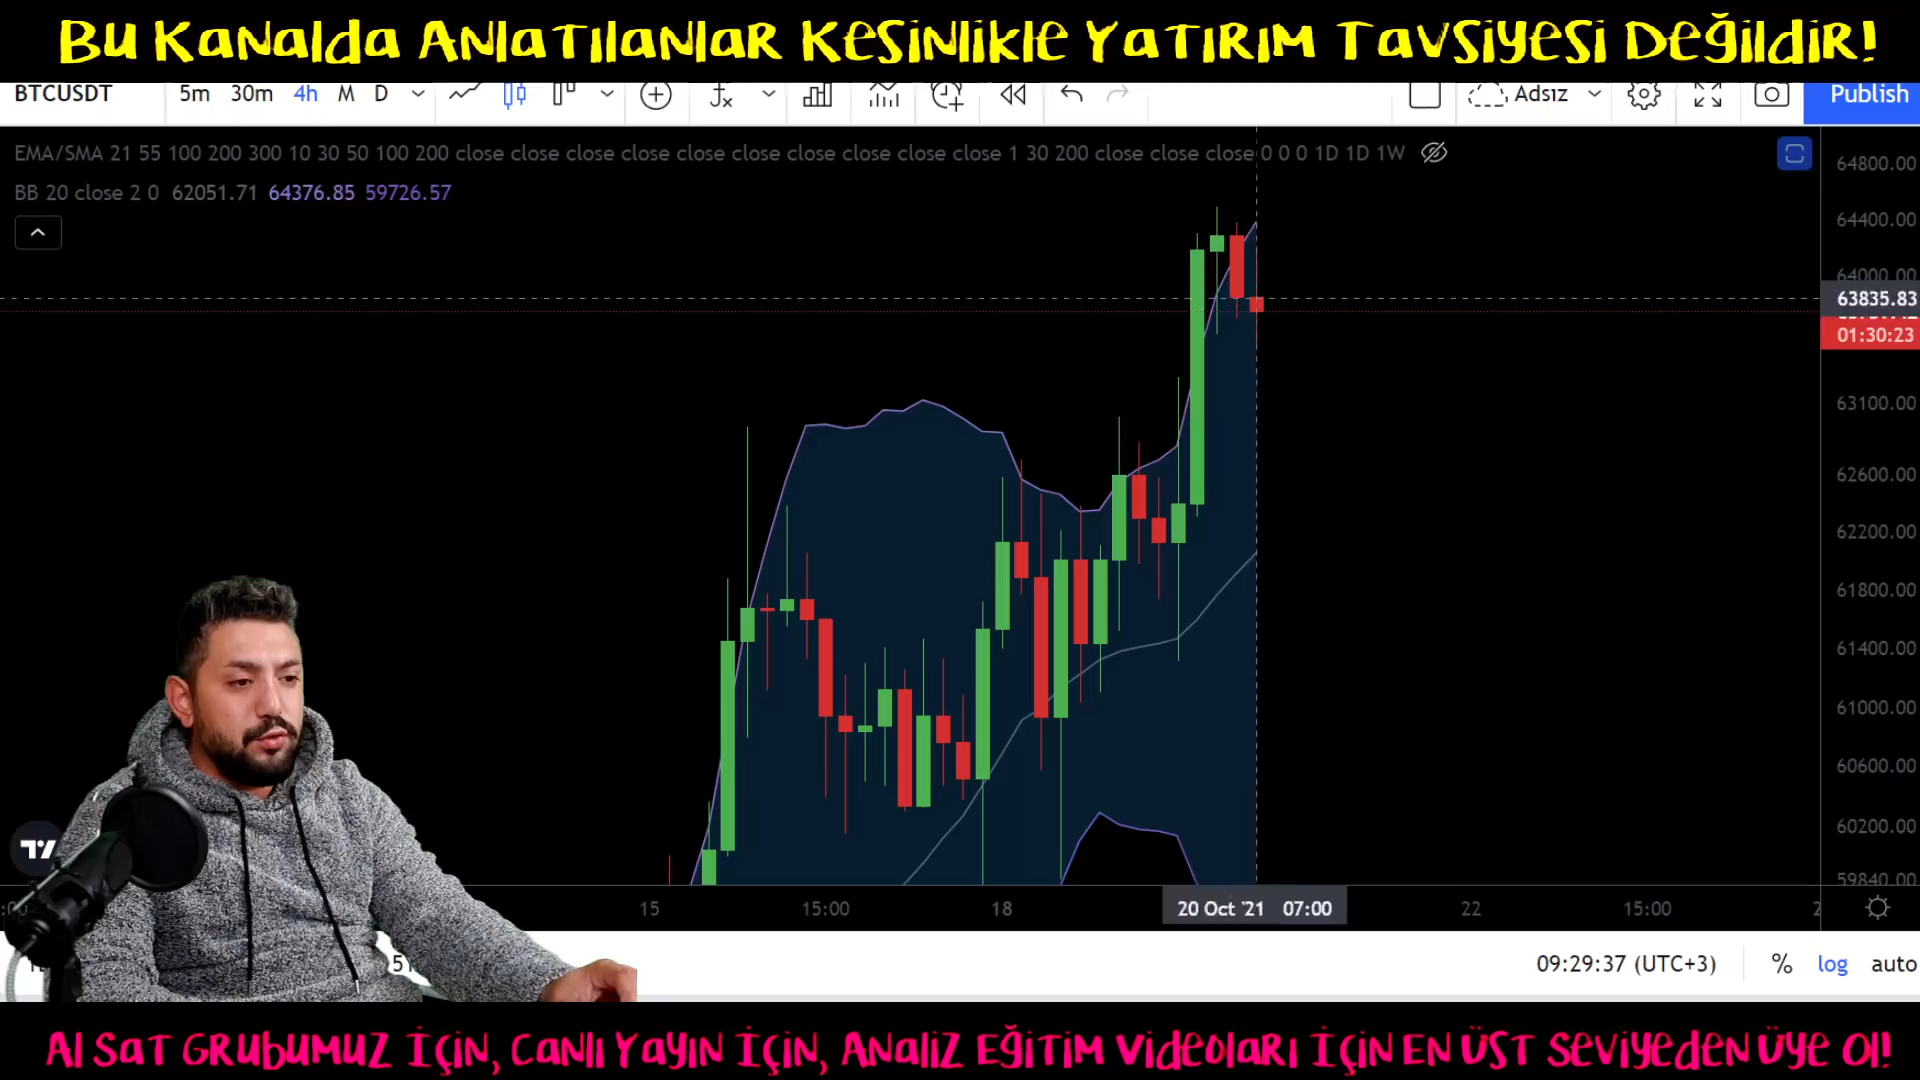 Bu Kanalda Anlatılanlar Kesinlikle Yatırım Tavsiyesi Değildir!
BTCUSDT 5m 30m 4h M D Adsız Publish
EMA/SMA 21 55 100 200 300 10 30 50 100 200 close close close close close close close close close close 1 30 200 close close close 0 0 0 1D 1D 1W
BB 20 close 2 0 62051.71 64376.85 59726.57
64800.00
64400.00
64000.00
63835.83
01:30:23
63100.00
62600.00
62200.00
61800.00
61400.00
61000.00
60600.00
60200.00
59840.00
15 15:00 18 20 Oct '21 07:00 22 15:00
09:29:37 (UTC+3) % log auto
Al Sat Grubumuz İçin, Canlı Yayın İçin, Analiz Eğitim Videoları İçin En Üst Seviyeden Üye Ol!